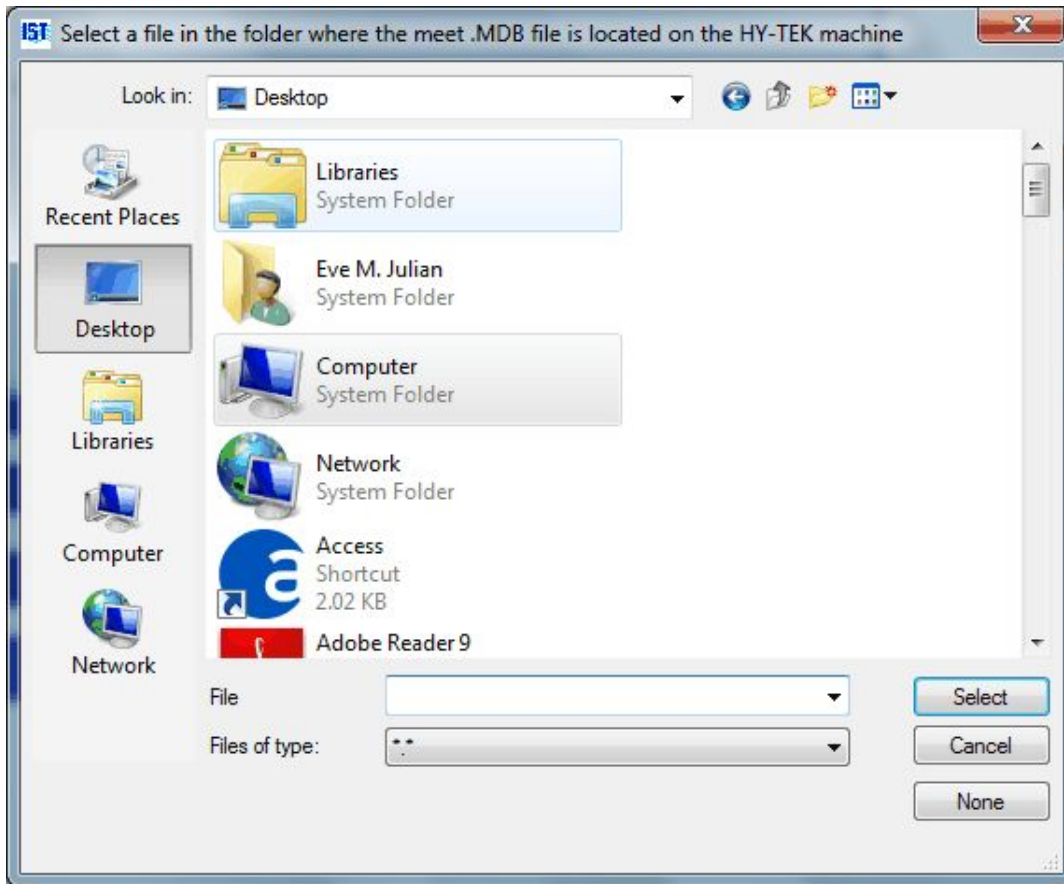 IST Select a file in the folder where the meet .MDB file is located on the HY-TEK machine
Look in: Desktop
Recent Places
Desktop
Libraries
Computer
Network
Libraries
System Folder
Eve M. Julian
System Folder
Computer
System Folder
Network
System Folder
Access
Shortcut
2.02 KB
Adobe Reader 9
File
Select
Files of type: *.*
Cancel
None